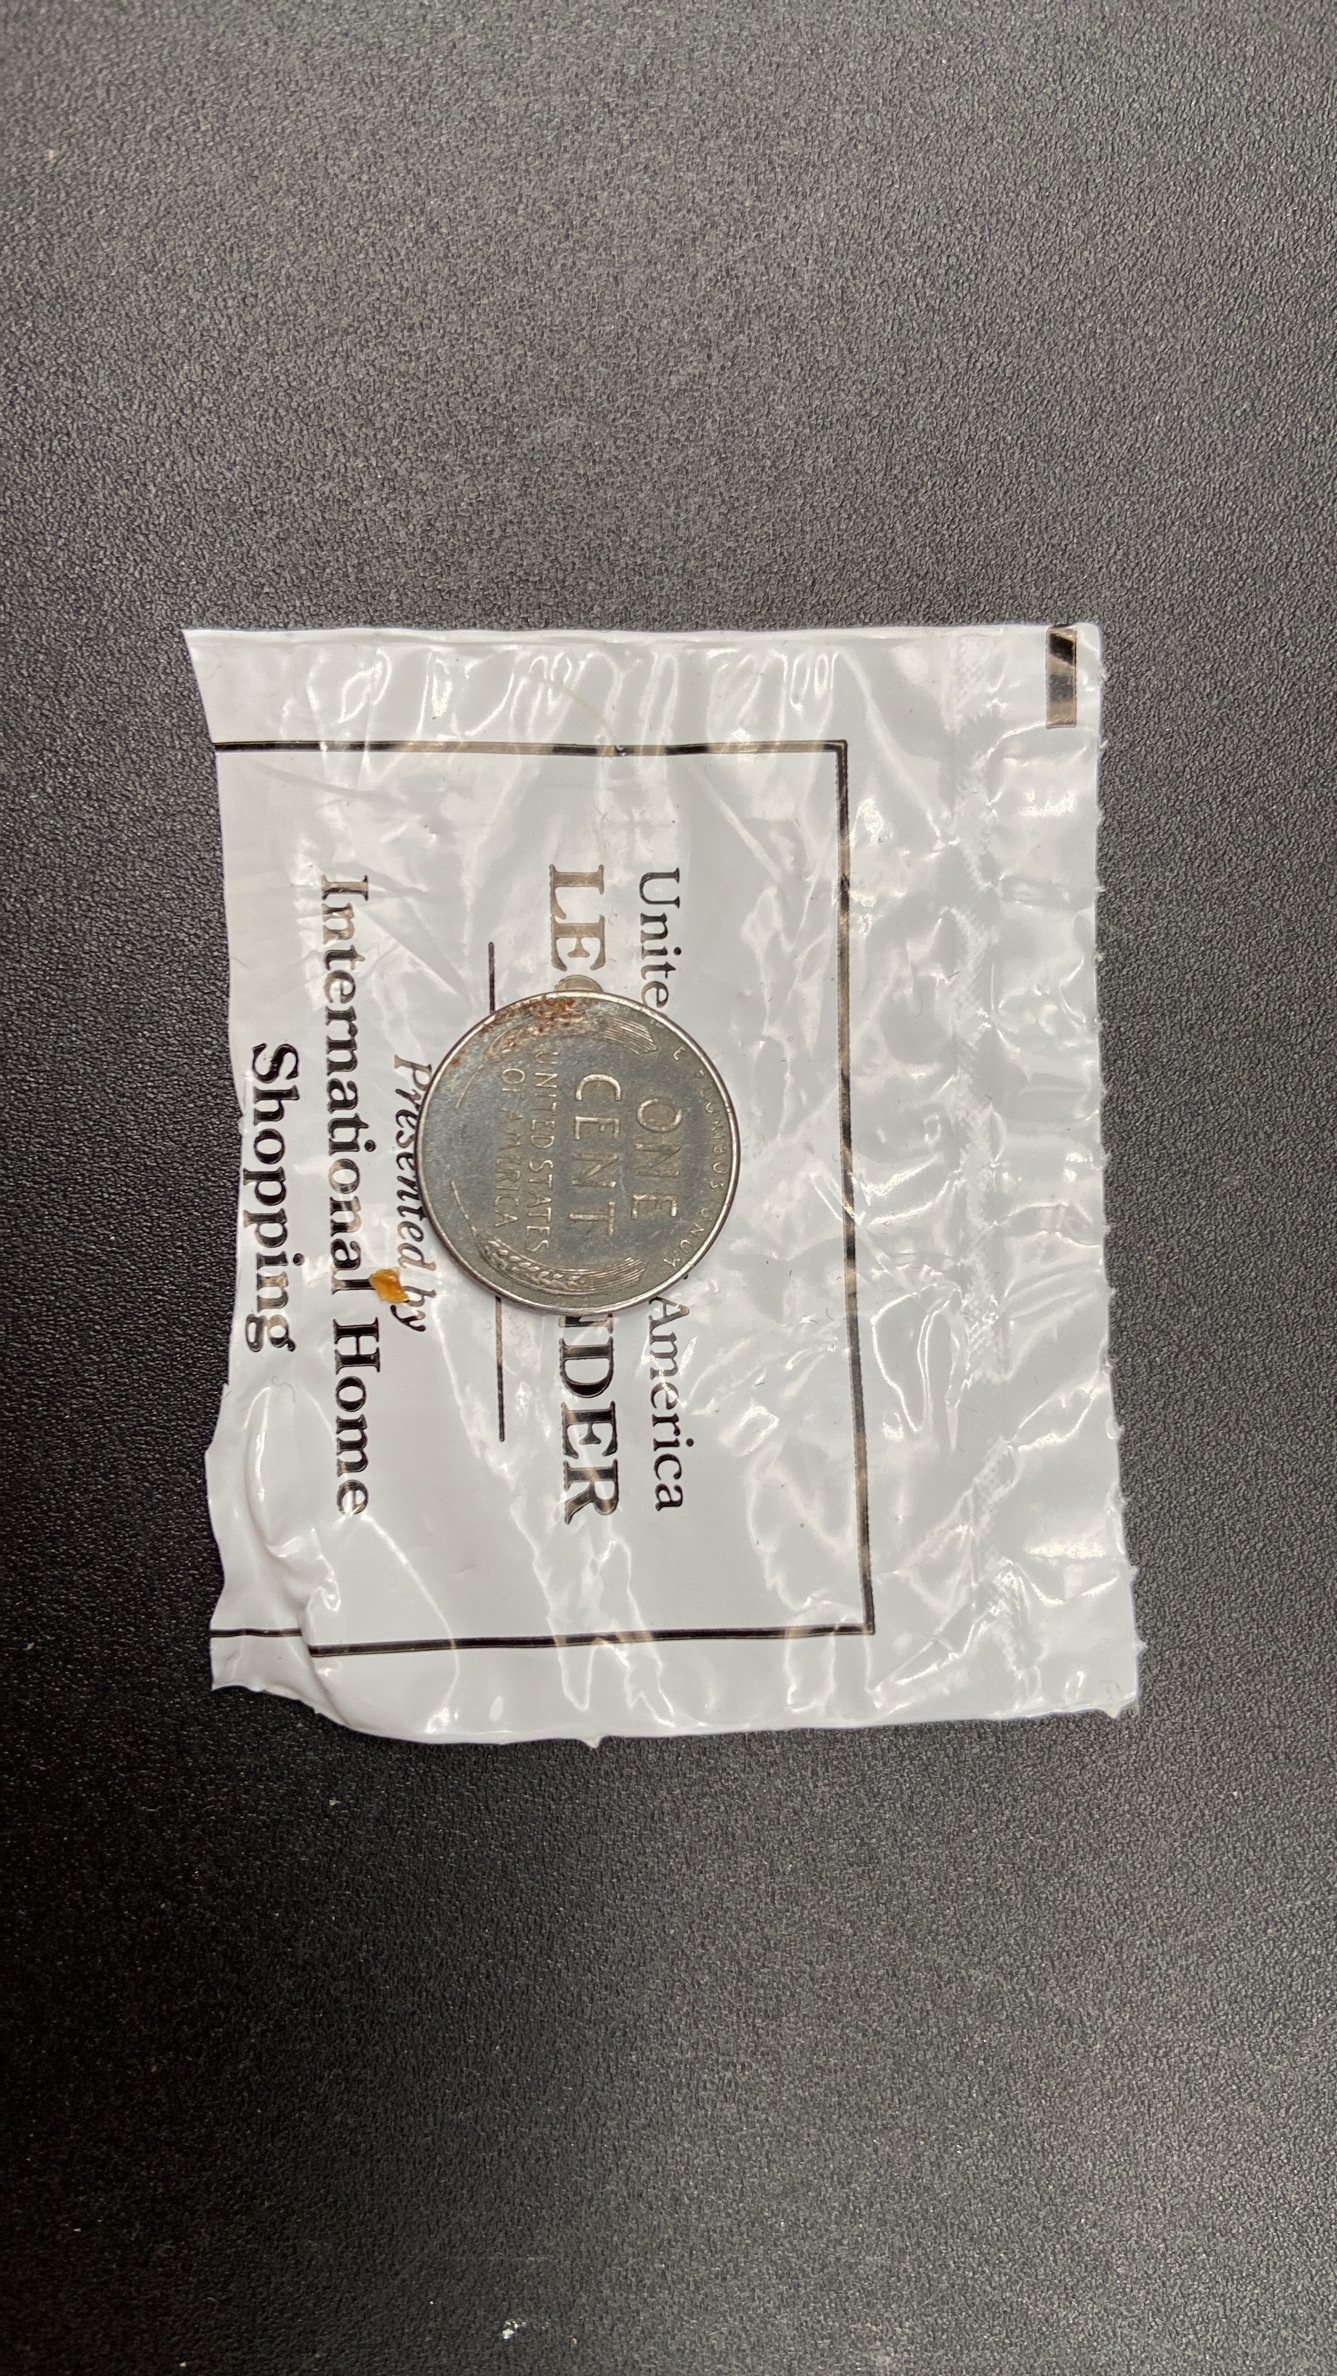 Unite America
LE DER
E PLURIBUS UNUM
ONE
CENT
UNITED STATES
OF AMERICA
Presented by
International Home
Shopping